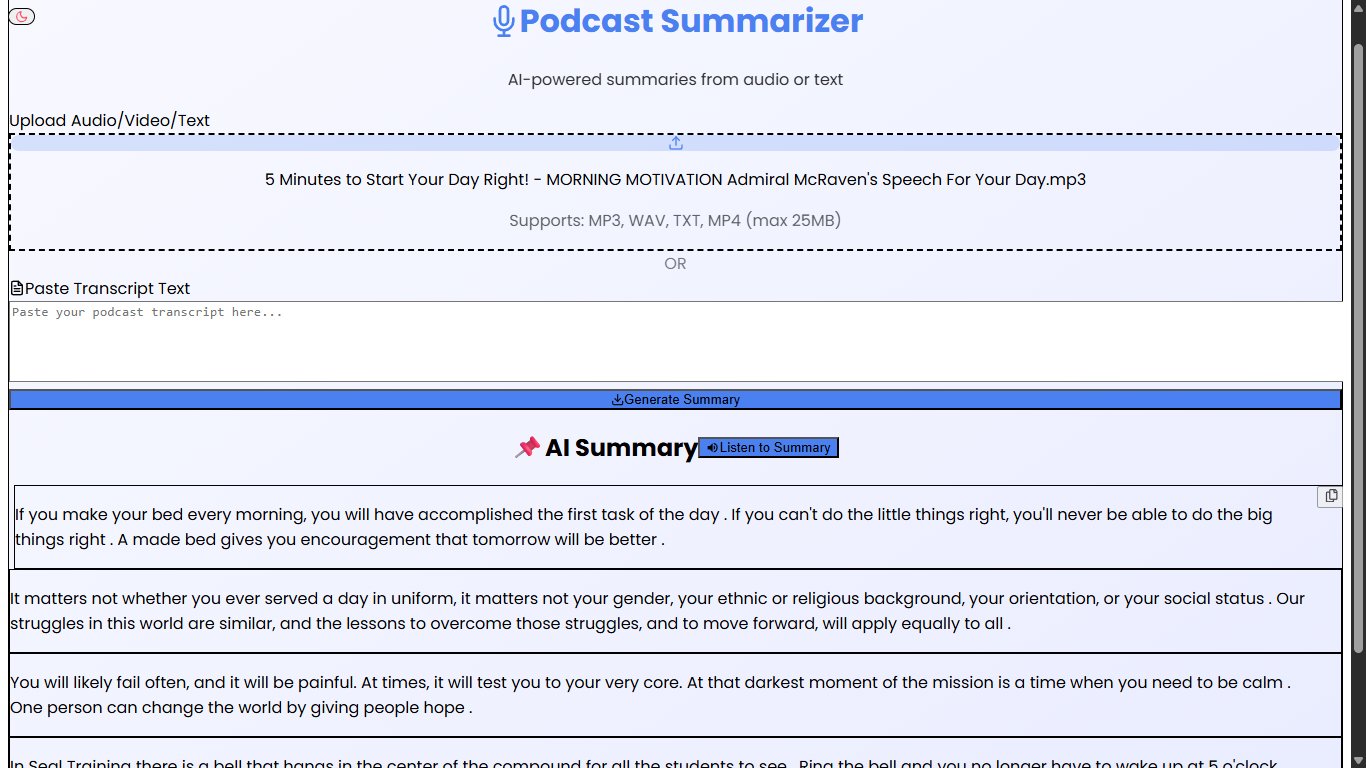 Podcast Summarizer
AI-powered summaries from audio or text
Upload Audio/Video/Text
5 Minutes to Start Your Day Right! - MORNING MOTIVATION Admiral McRaven's Speech For Your Day.mp3
Supports: MP3, WAV, TXT, MP4 (max 25MB)
OR
Paste Transcript Text
Paste your podcast transcript here...
Generate Summary
AI Summary
Listen to Summary
If you make your bed every morning, you will have accomplished the first task of the day . If you can't do the little things right, you'll never be able to do the big
things right . A made bed gives you encouragement that tomorrow will be better .
It matters not whether you ever served a day in uniform, it matters not your gender, your ethnic or religious background, your orientation, or your social status . Our
struggles in this world are similar, and the lessons to overcome those struggles, and to move forward, will apply equally to all .
You will likely fail often, and it will be painful. At times, it will test you to your very core. At that darkest moment of the mission is a time when you need to be calm .
One person can change the world by giving people hope .
In Seal Training there is a bell that hangs in the center of the compound for all the students to see . Ring the bell and you no longer have to wake up at 5 o'clock